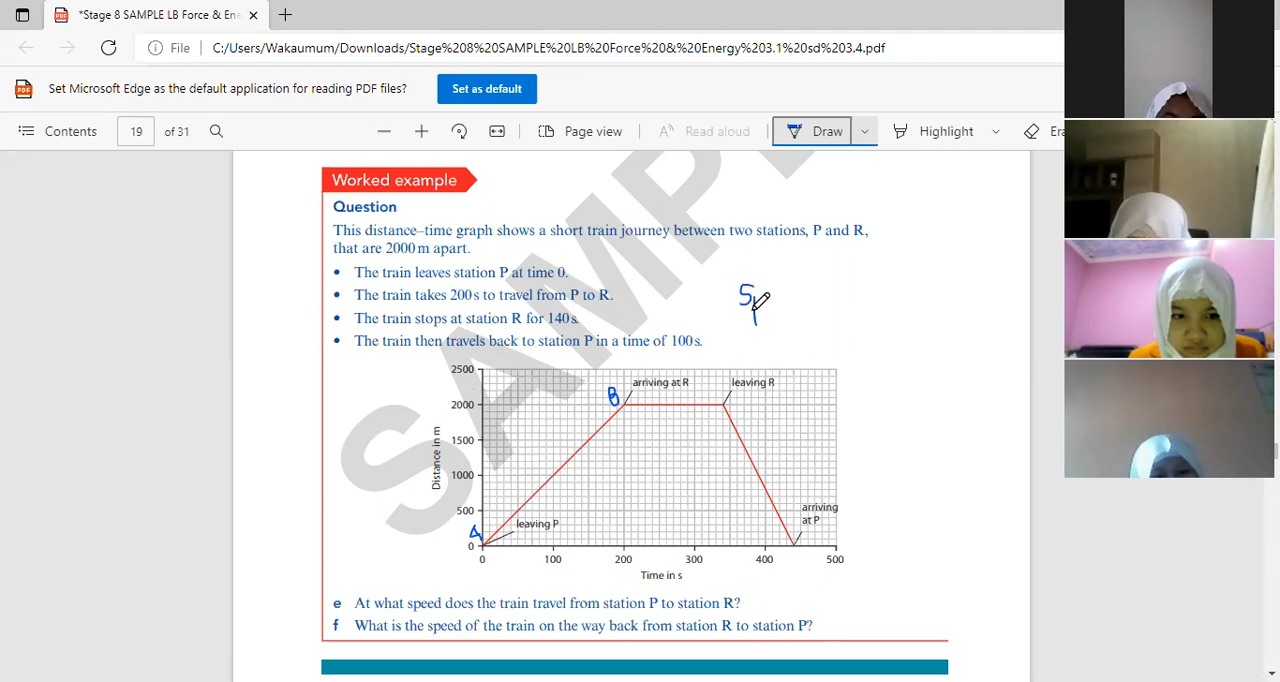 *Stage 8 SAMPLE LB Force & Ene
File C:/Users/Wakaumum/Downloads/Stage%208%20SAMPLE%20LB%20Force%20&%20Energy%203.1%20sd%203.4.pdf
Set Microsoft Edge as the default application for reading PDF files? Set as default
Contents 19 of 31 Page view Read aloud Draw Highlight Era
SAMPLE
Worked example
Question
This distance–time graph shows a short train journey between two stations, P and R,
that are 2000 m apart.
• The train leaves station P at time 0.
• The train takes 200 s to travel from P to R.
• The train stops at station R for 140 s.
• The train then travels back to station P in a time of 100 s.
Sp
2500
2000
1500
1000
500
0
Distance in m
A
B
leaving P
arriving at R
leaving R
arriving
at P
0 100 200 300 400 500
Time in s
e At what speed does the train travel from station P to station R?
f What is the speed of the train on the way back from station R to station P?